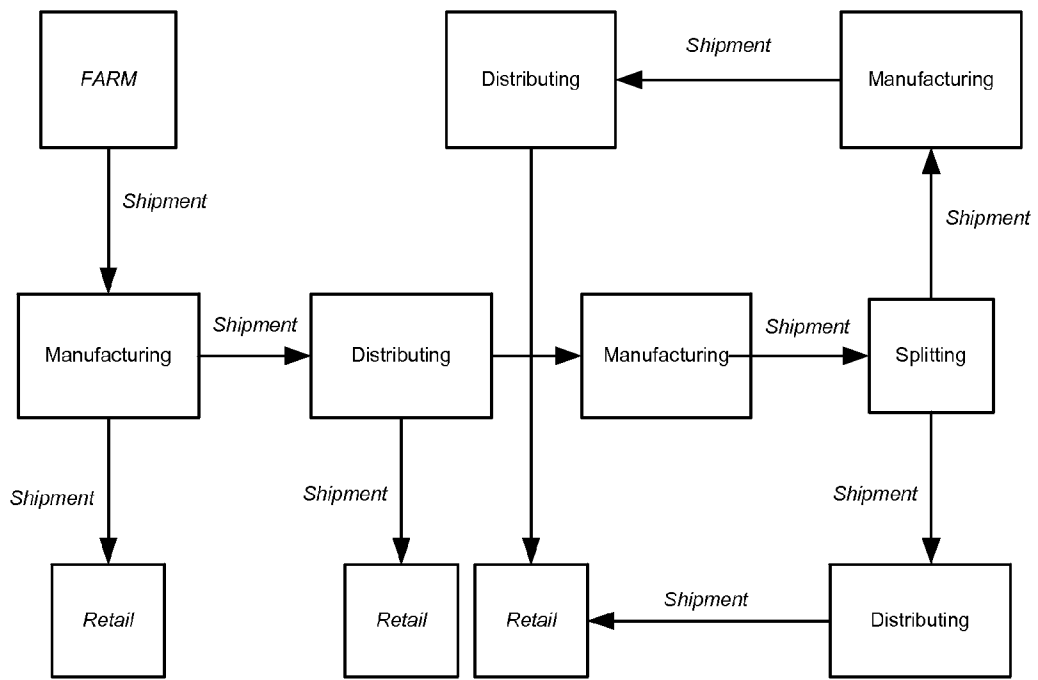 Shipment
FARM
Distributing
Manufacturing
Shipment
Shipment
Shipment
Shipment
Manufacturing
Distributing
Manufacturing
Splitting
Shipment
Shipment
Shipment
Shipment
Retail
Retail
Retail
Distributing